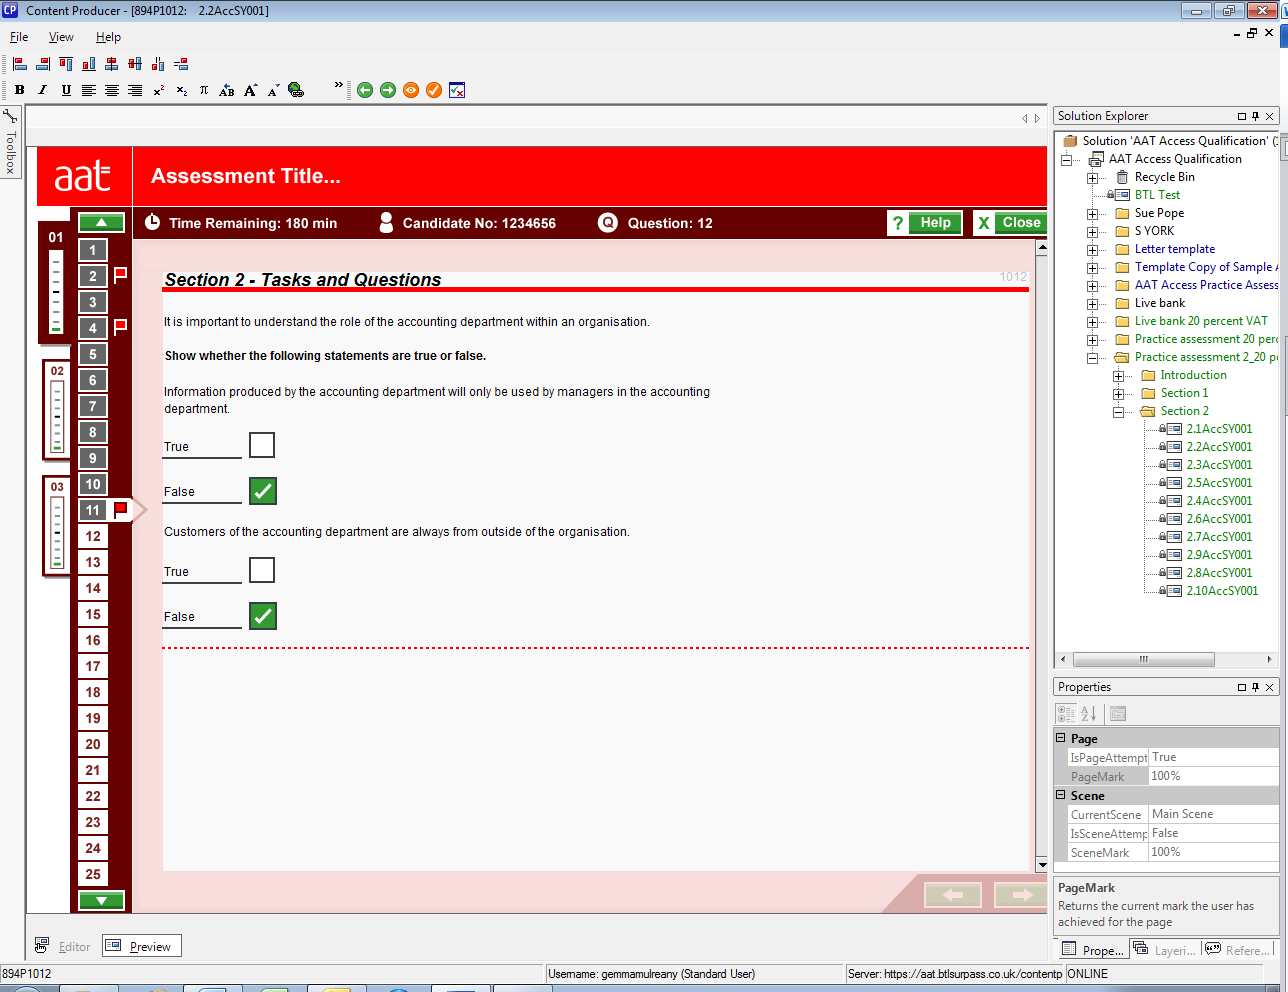 Content Producer - [894P1012: 2.2AccSY001]
File View Help
B I U x² x₂ π AB A A
Toolbox
aat
Assessment Title...
Time Remaining: 180 min
Candidate No: 1234656
Q Question: 12
? Help
X Close
01
02
03
1
2
3
4
5
6
7
8
9
10
11
12
13
14
15
16
17
18
19
20
21
22
23
24
25
Section 2 - Tasks and Questions
1012
It is important to understand the role of the accounting department within an organisation.
Show whether the following statements are true or false.
Information produced by the accounting department will only be used by managers in the accounting
department.
True
False
Customers of the accounting department are always from outside of the organisation.
True
False
Editor Preview
Solution Explorer
Solution 'AAT Access Qualification'
AAT Access Qualification
Recycle Bin
BTL Test
Sue Pope
S YORK
Letter template
Template Copy of Sample
AAT Access Practice Assess
Live bank
Live bank 20 percent VAT
Practice assessment 20 per
Practice assessment 2_20 p
Introduction
Section 1
Section 2
2.1AccSY001
2.2AccSY001
2.3AccSY001
2.5AccSY001
2.4AccSY001
2.6AccSY001
2.7AccSY001
2.9AccSY001
2.8AccSY001
2.10AccSY001
Properties
Page
IsPageAttempt True
PageMark 100%
Scene
CurrentScene Main Scene
IsSceneAttemp False
SceneMark 100%
PageMark
Returns the current mark the user has
achieved for the page
Prope... Layeri... Refere...
894P1012
Username: gemmamulreany (Standard User)
Server: https://aat.btlsurpass.co.uk/contentp
ONLINE